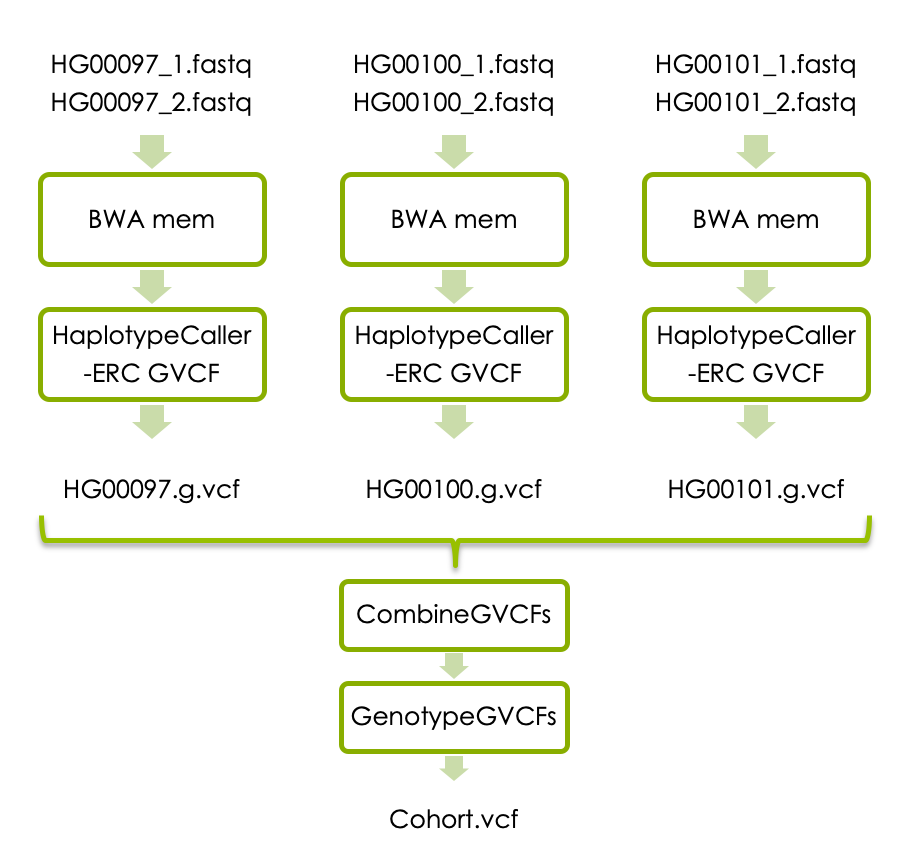 HG00097_1.fastq
HG00097_2.fastq
HG00100_1.fastq
HG00100_2.fastq
HG00101_1.fastq
HG00101_2.fastq
BWA mem
BWA mem
BWA mem
HaplotypeCaller
-ERC GVCF
HaplotypeCaller
-ERC GVCF
HaplotypeCaller
-ERC GVCF
HG00097.g.vcf
HG00100.g.vcf
HG00101.g.vcf
CombineGVCFs
GenotypeGVCFs
Cohort.vcf